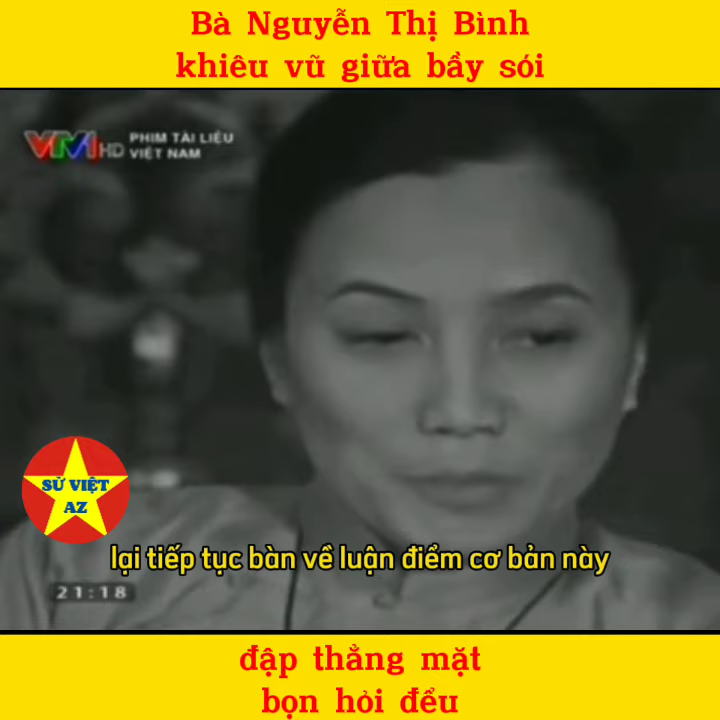 Bà Nguyễn Thị Bình
khiêu vũ giữa bầy sói
VTV1 HD PHIM TÀI LIỆU
VIỆT NAM
SỬ VIỆT
AZ
lại tiếp tục bàn về luận điểm cơ bản này
21:18
đập thẳng mặt
bọn hỏi đểu